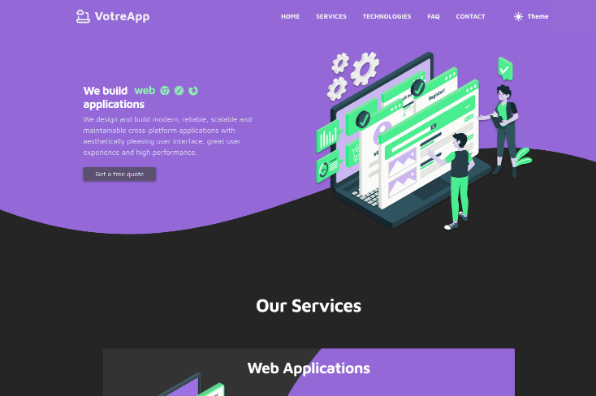 VotreApp
HOME SERVICES TECHNOLOGIES FAQ CONTACT Theme
We build web
applications
We design and build modern, reliable, scalable and
maintainable cross-platform applications with
aesthetically pleasing user interface, great user
experience and high performance.
Get a free quote
Register
Our Services
Web Applications